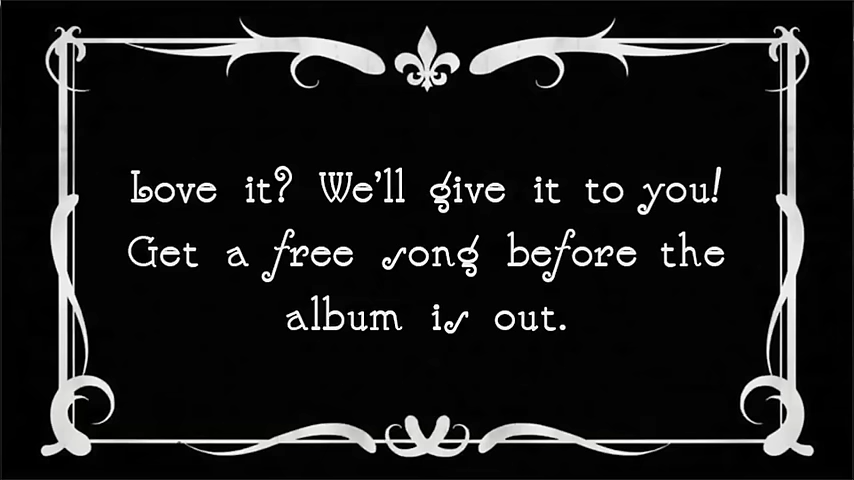 Love it? We'll give it to you!
Get a free song before the
album is out.